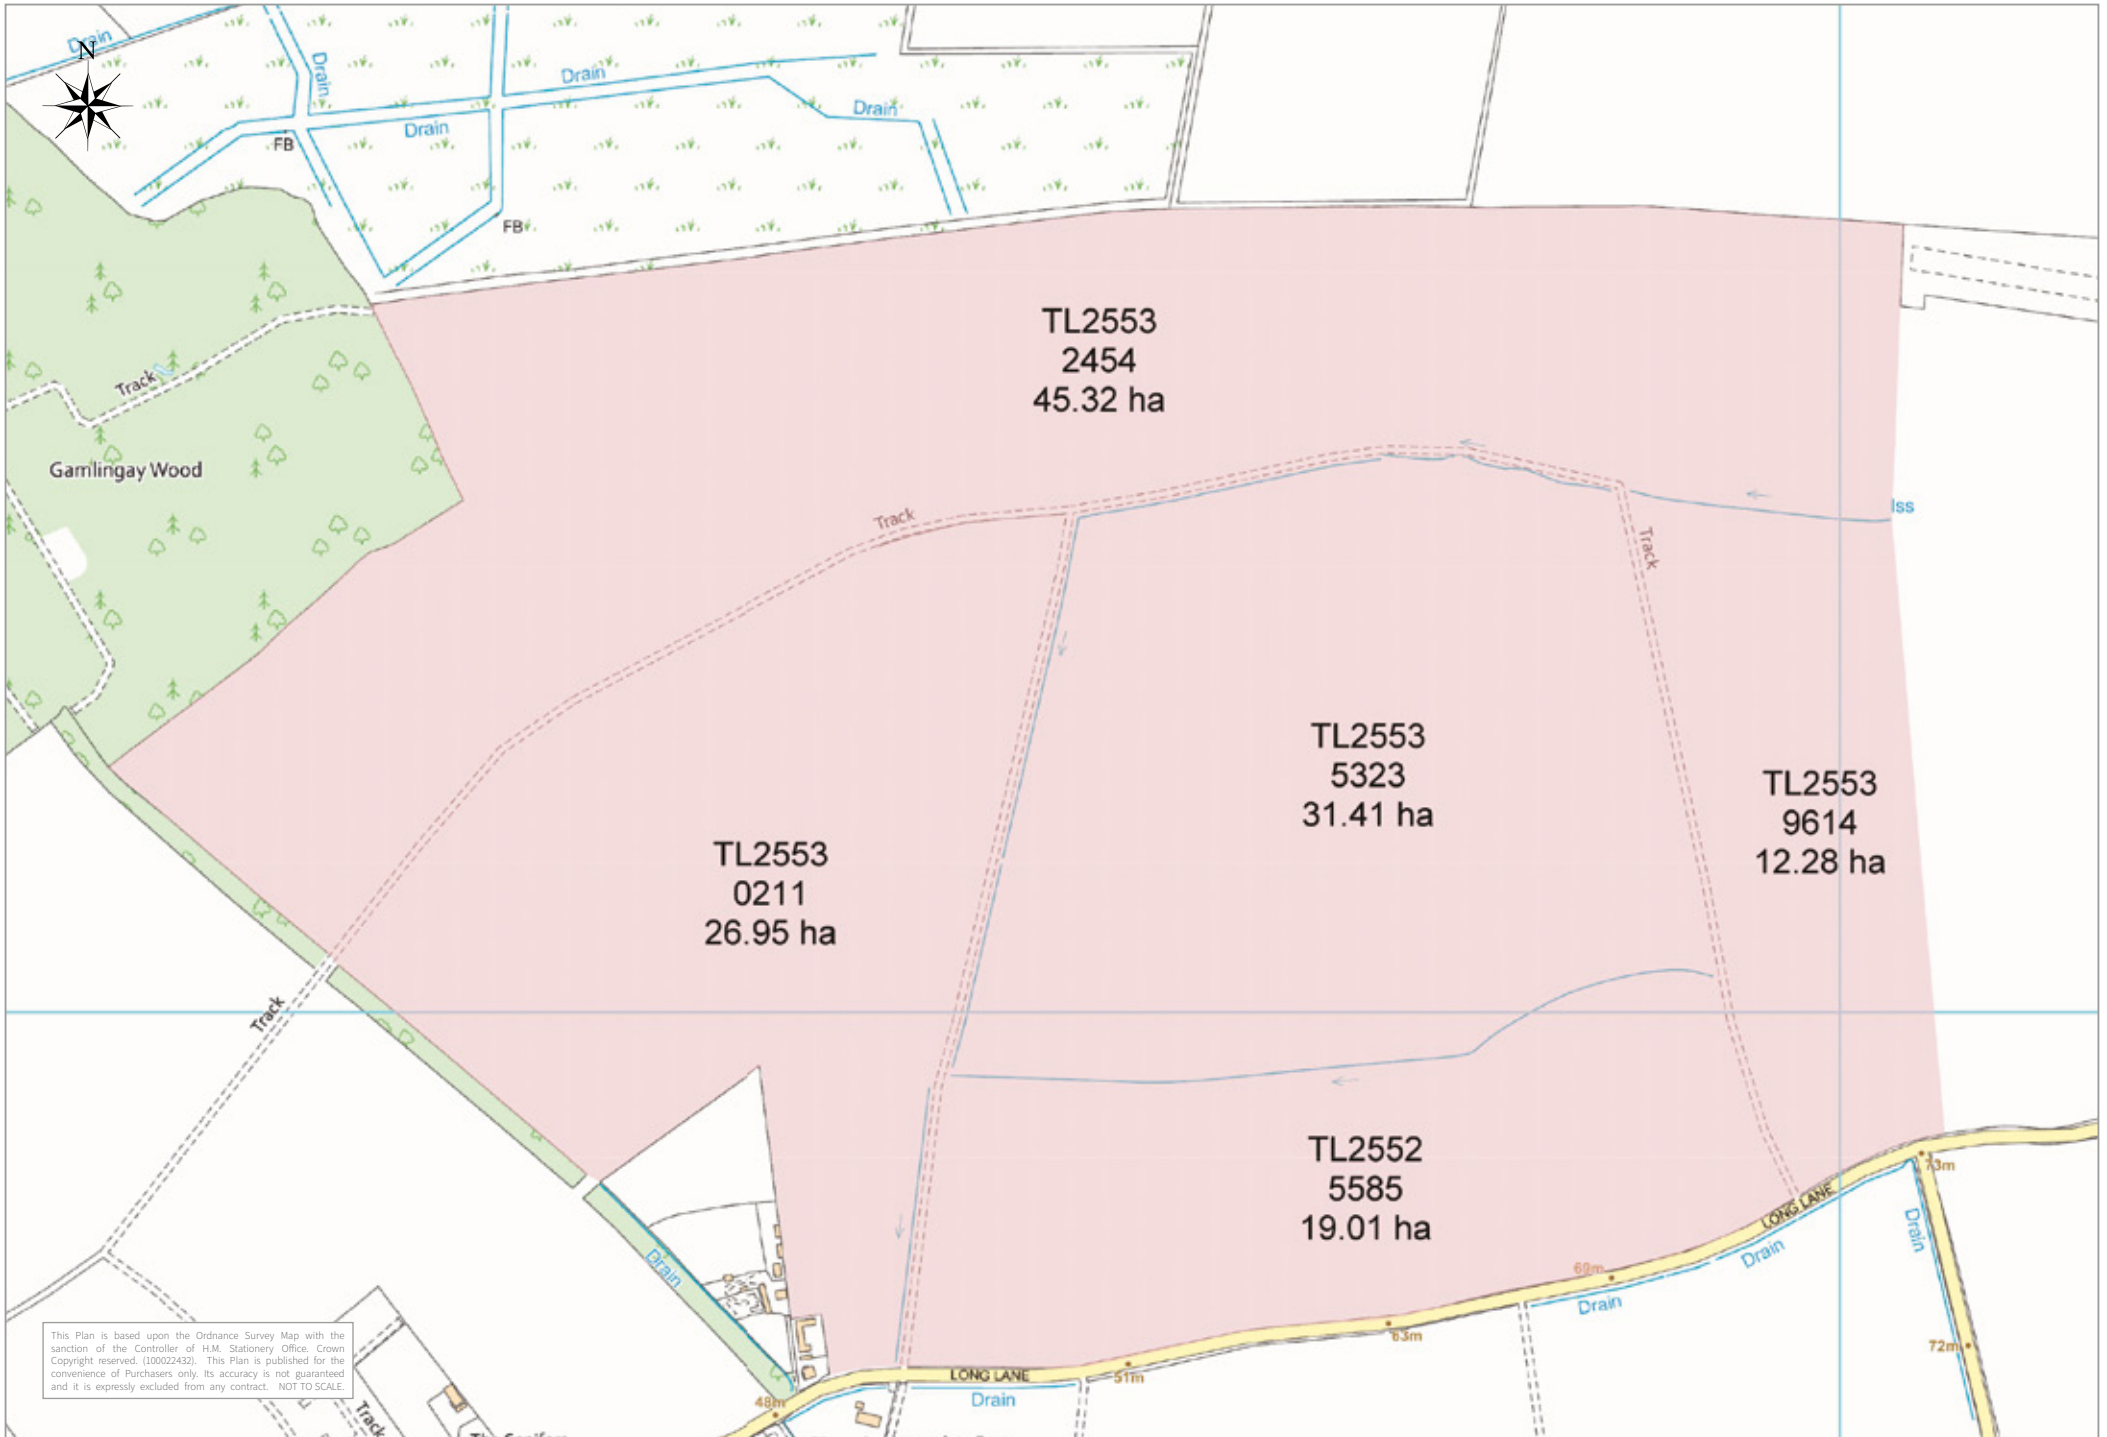 Drain
N
Drain
Drain
Drain
Drain
FB
FB
TL2553
2454
45.32 ha
Track
Gamlingay Wood
Iss
Track
Track
TL2553
5323
31.41 ha
TL2553
9614
12.28 ha
TL2553
0211
26.95 ha
Track
TL2552
5585
19.01 ha
73m
LONG LANE
Drain
Drain
Drain
69m
Drain
63m
72m
LONG LANE
51m
Drain
48m
Track
This Plan is based upon the Ordnance Survey Map with the
sanction of the Controller of H.M. Stationery Office. Crown
Copyright reserved. (100022432). This Plan is published for the
convenience of Purchasers only. Its accuracy is not guaranteed
and it is expressly excluded from any contract. NOT TO SCALE.